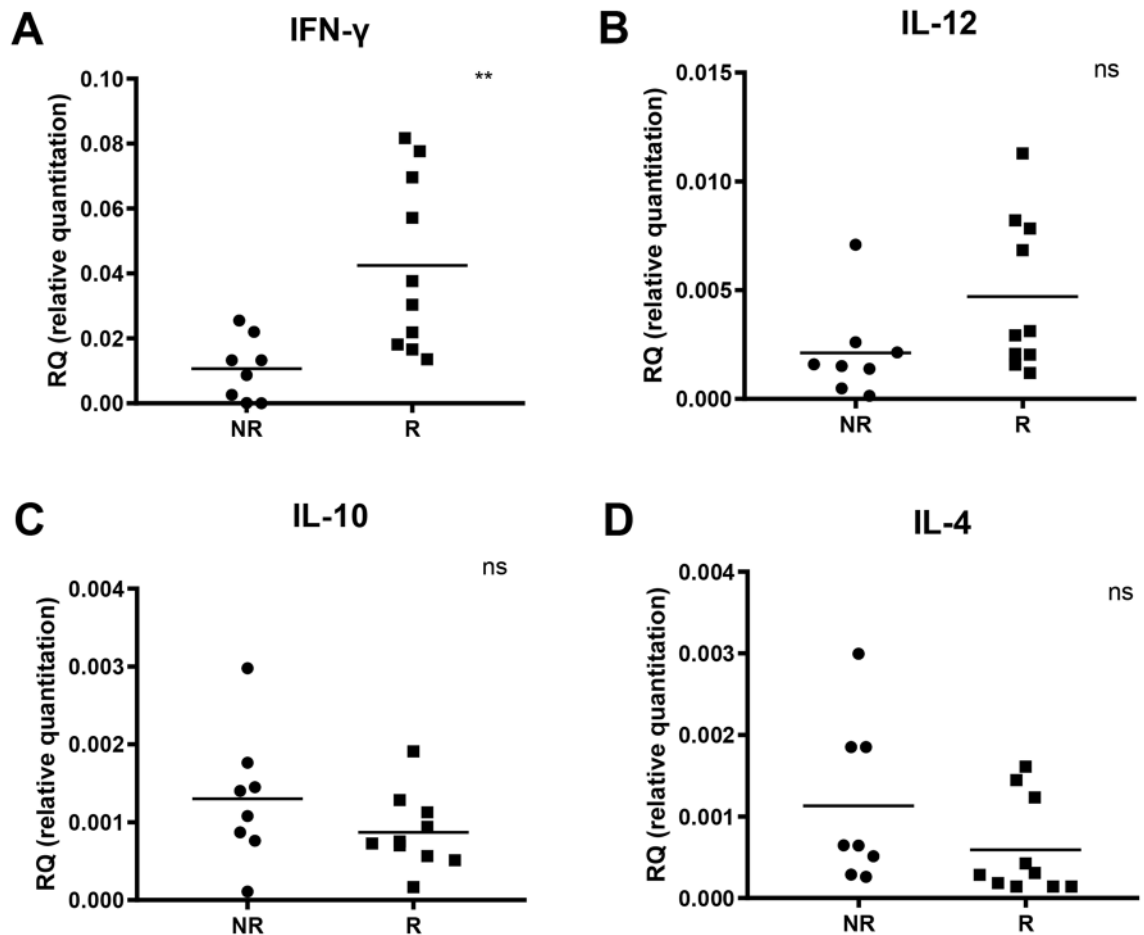 A
IFN-γ
**
RQ (relative quantitation)
0.10
0.08
0.06
0.04
0.02
0.00
NR
R
B
IL-12
ns
RQ (relative quantitation)
0.015
0.010
0.005
0.000
NR
R
C
IL-10
ns
RQ (relative quantitation)
0.004
0.003
0.002
0.001
0.000
NR
R
D
IL-4
ns
RQ (relative quantitation)
0.004
0.003
0.002
0.001
0.000
NR
R